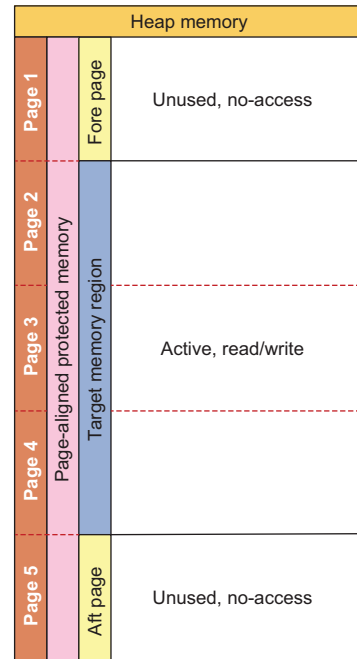 Heap memory
Page 1
Fore page
Unused, no-access
Page 2
Page-aligned protected memory
Target memory region
Page 3
Active, read/write
Page 4
Page 5
Aft page
Unused, no-access